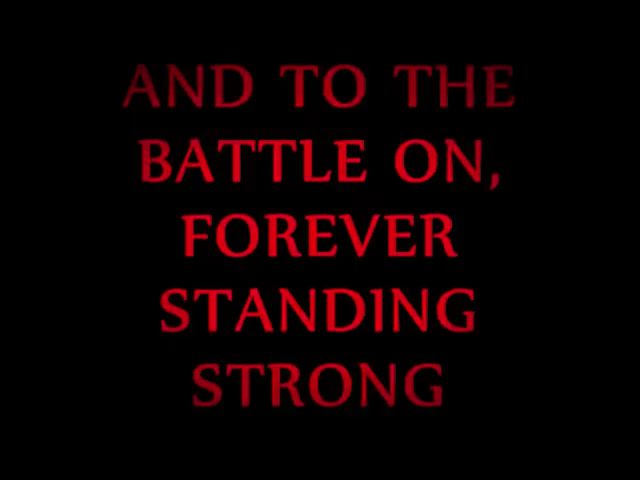 AND TO THE
BATTLE ON,
FOREVER
STANDING
STRONG